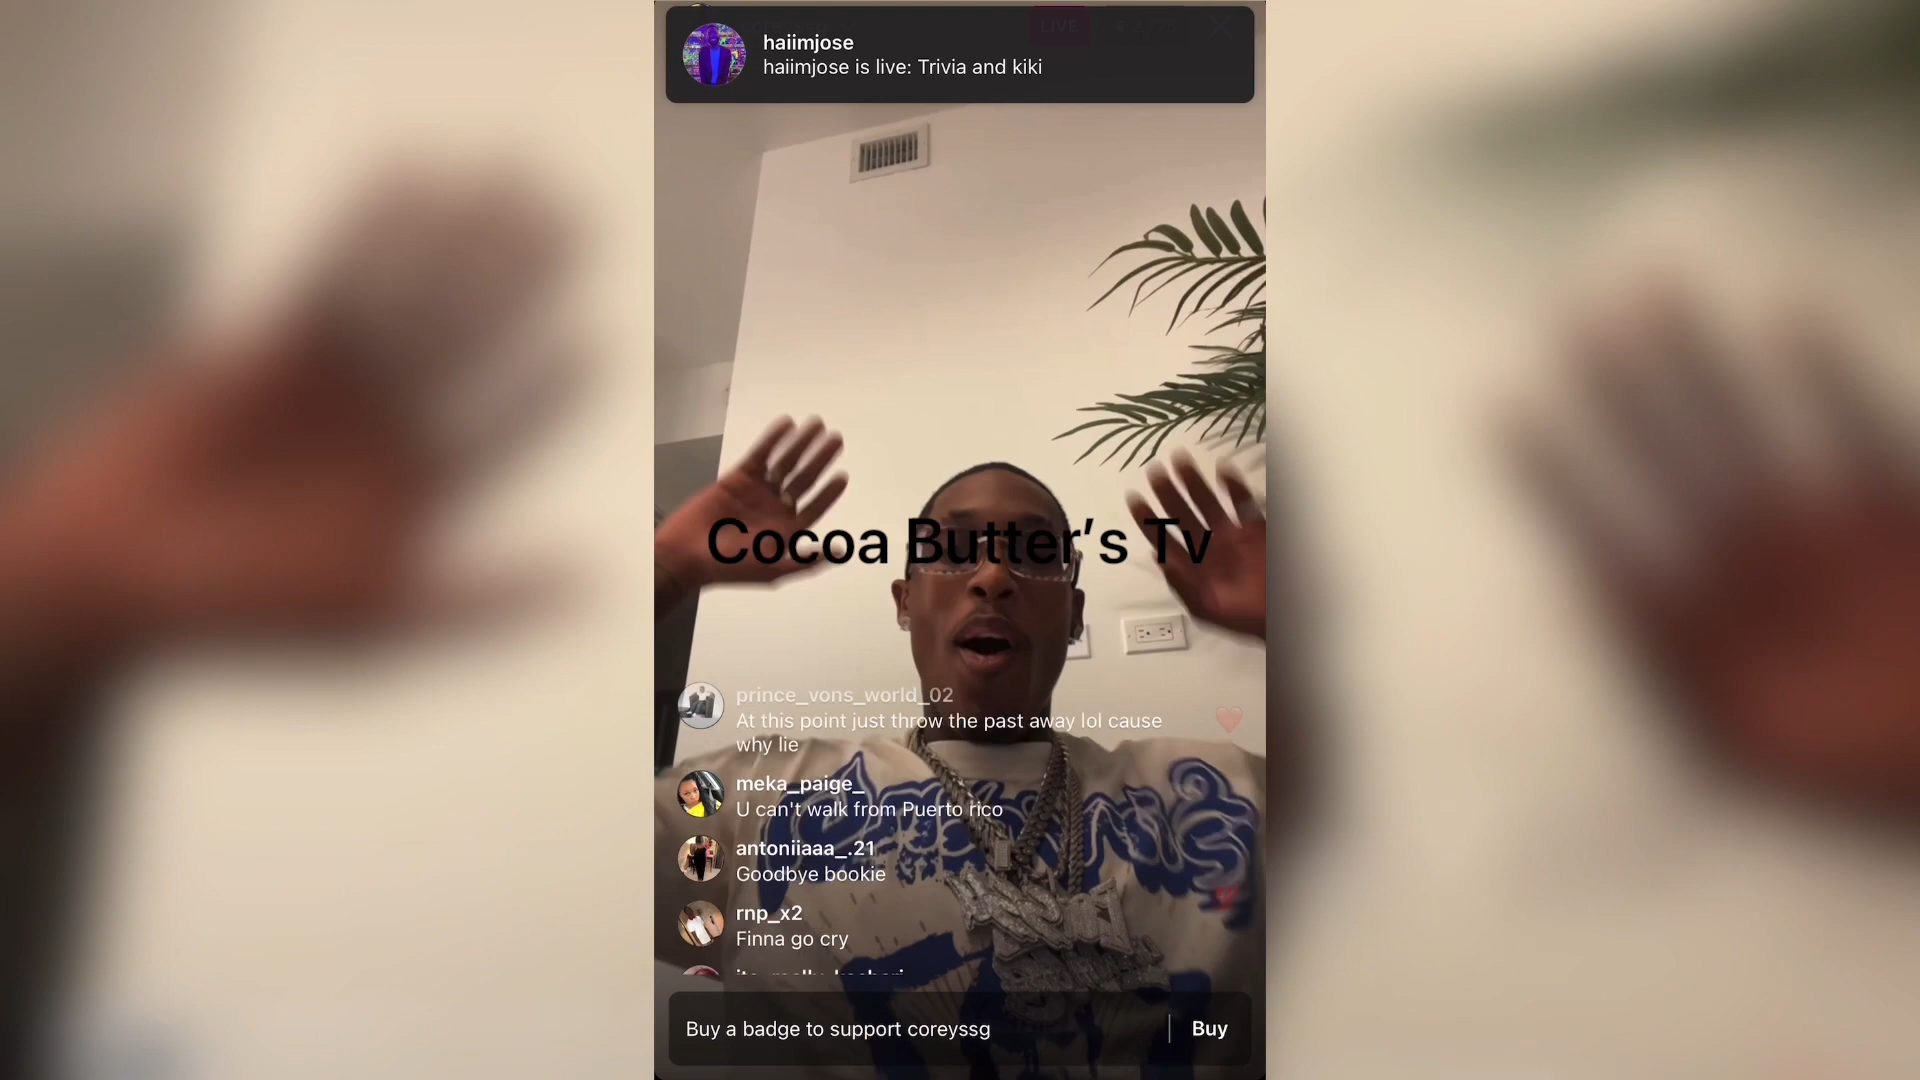 haiimjose
haiimjose is live: Trivia and kiki
LIVE
Cocoa Butter's Tv
prince_vons_world_02
At this point just throw the past away lol cause
why lie
meka_paige_
U can't walk from Puerto rico
antoniiaaa_.21
Goodbye bookie
rnp_x2
Finna go cry
Buy a badge to support coreyssg
Buy